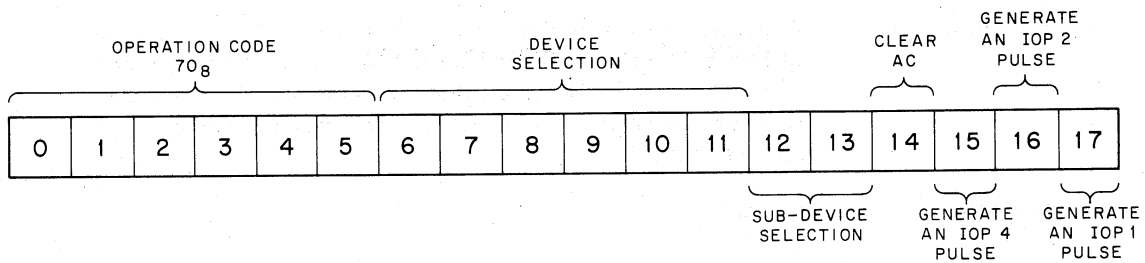 OPERATION CODE
70₈
DEVICE
SELECTION
CLEAR
AC
GENERATE
AN IOP 2
PULSE
0 1 2 3 4 5 6 7 8 9 10 11 12 13 14 15 16 17
SUB-DEVICE
SELECTION
GENERATE
AN IOP 4
PULSE
GENERATE
AN IOP 1
PULSE